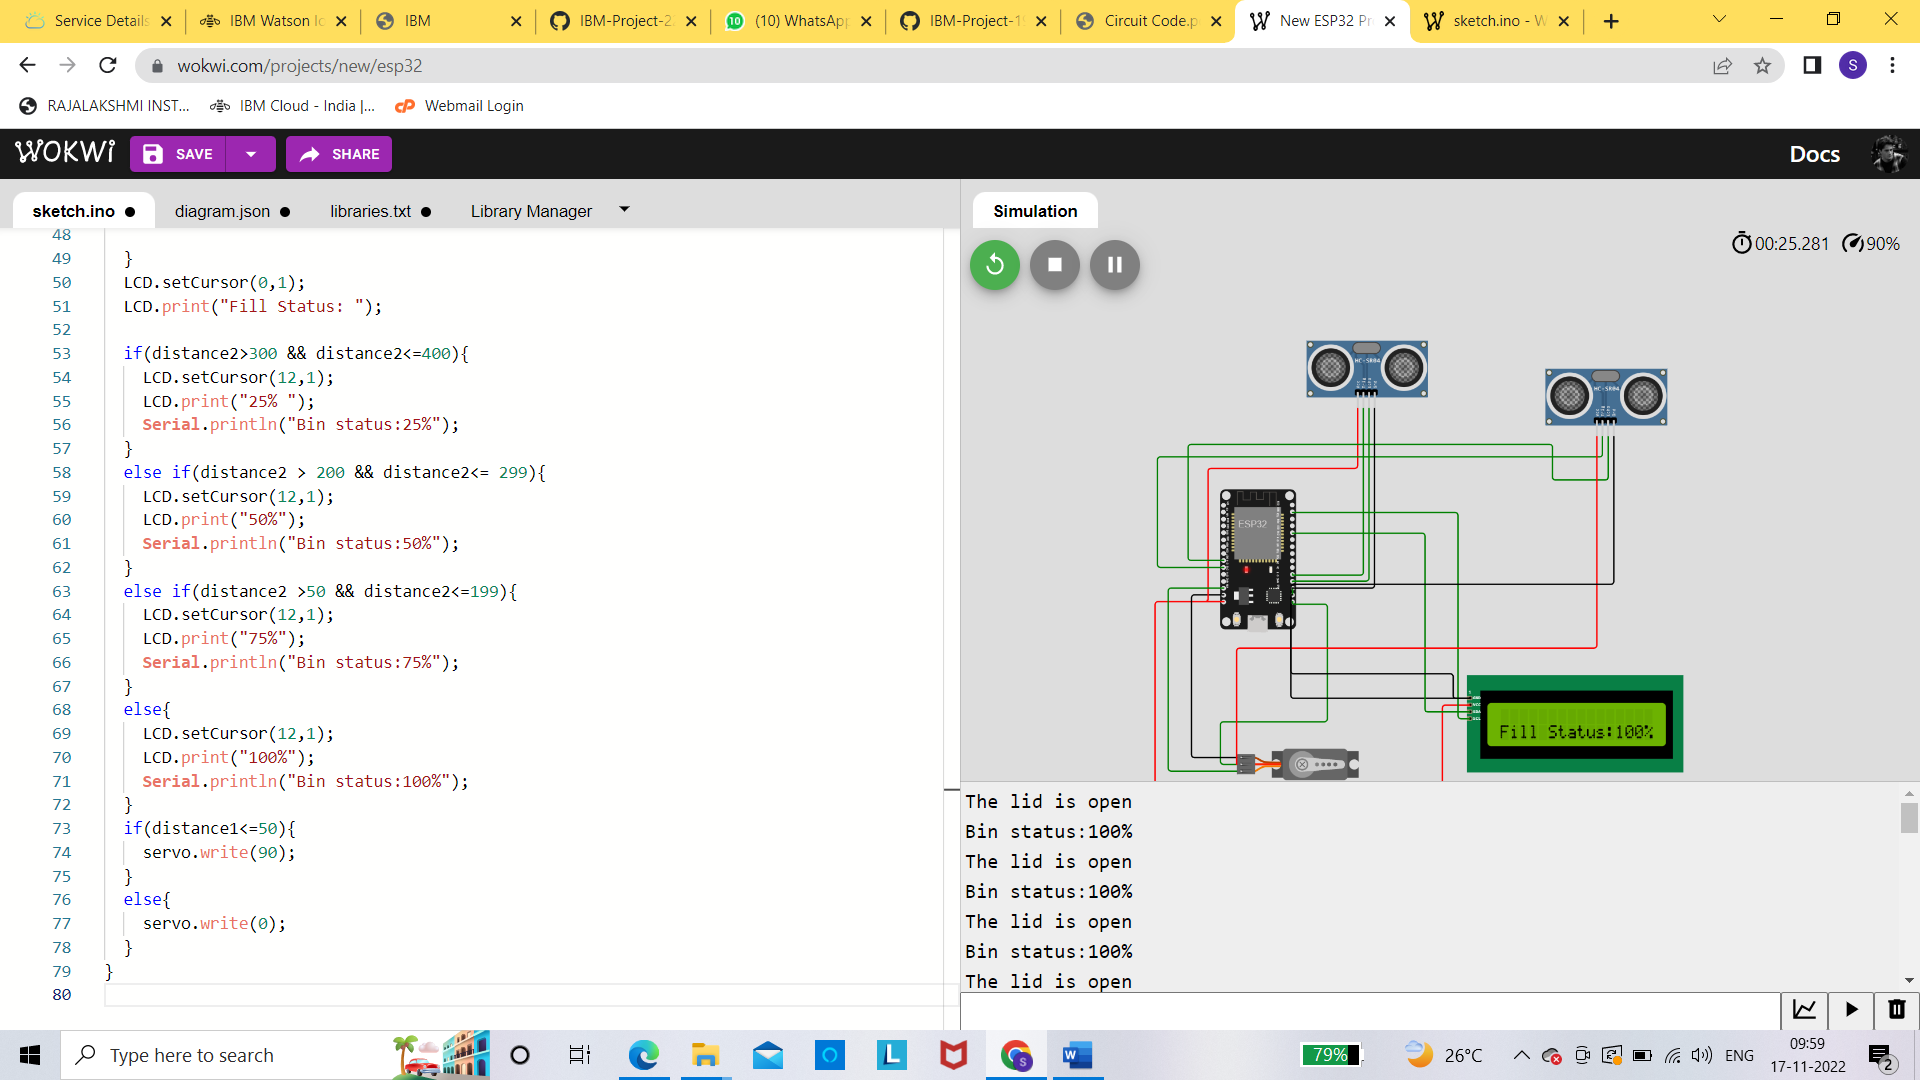 Service Details
IBM Watson Io
IBM
IBM-Project-2
(10) WhatsApp
IBM-Project-19
Circuit Code.p
New ESP32 Pr
sketch.ino - W
wokwi.com/projects/new/esp32
S
RAJALAKSHMI INST...
IBM Cloud - India |...
Webmail Login
WOKWi
SAVE
SHARE
Docs
sketch.ino
diagram.json
libraries.txt
Library Manager
Simulation
00:25.281
90%
48
49 }
50 LCD.setCursor(0,1);
51 LCD.print("Fill Status: ");
52
53 if(distance2>300 && distance2<=400){
54 LCD.setCursor(12,1);
55 LCD.print("25% ");
56 Serial.println("Bin status:25%");
57 }
58 else if(distance2 > 200 && distance2<= 299){
59 LCD.setCursor(12,1);
60 LCD.print("50%");
61 Serial.println("Bin status:50%");
62 }
63 else if(distance2 >50 && distance2<=199){
64 LCD.setCursor(12,1);
65 LCD.print("75%");
66 Serial.println("Bin status:75%");
67 }
68 else{
69 LCD.setCursor(12,1);
70 LCD.print("100%");
71 Serial.println("Bin status:100%");
72 }
73 if(distance1<=50){
74 servo.write(90);
75 }
76 else{
77 servo.write(0);
78 }
79 }
80
HC-SR04
HC-SR04
ESP32
Fill Status:100%
The lid is open
Bin status:100%
The lid is open
Bin status:100%
The lid is open
Bin status:100%
The lid is open
Type here to search
79%
26°C
ENG
09:59
17-11-2022
2